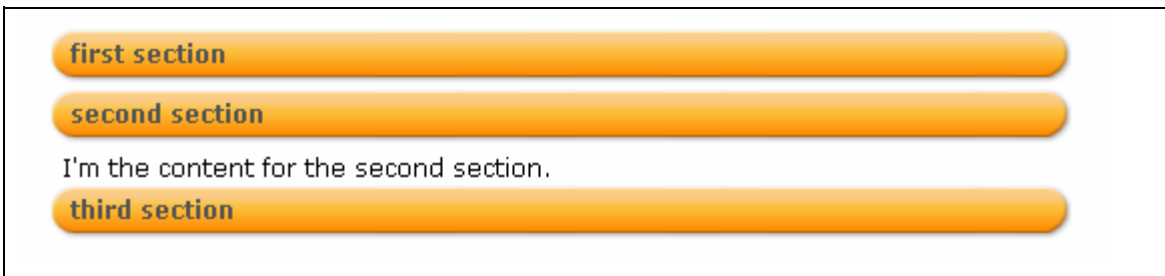 first section
second section
I'm the content for the second section.
third section